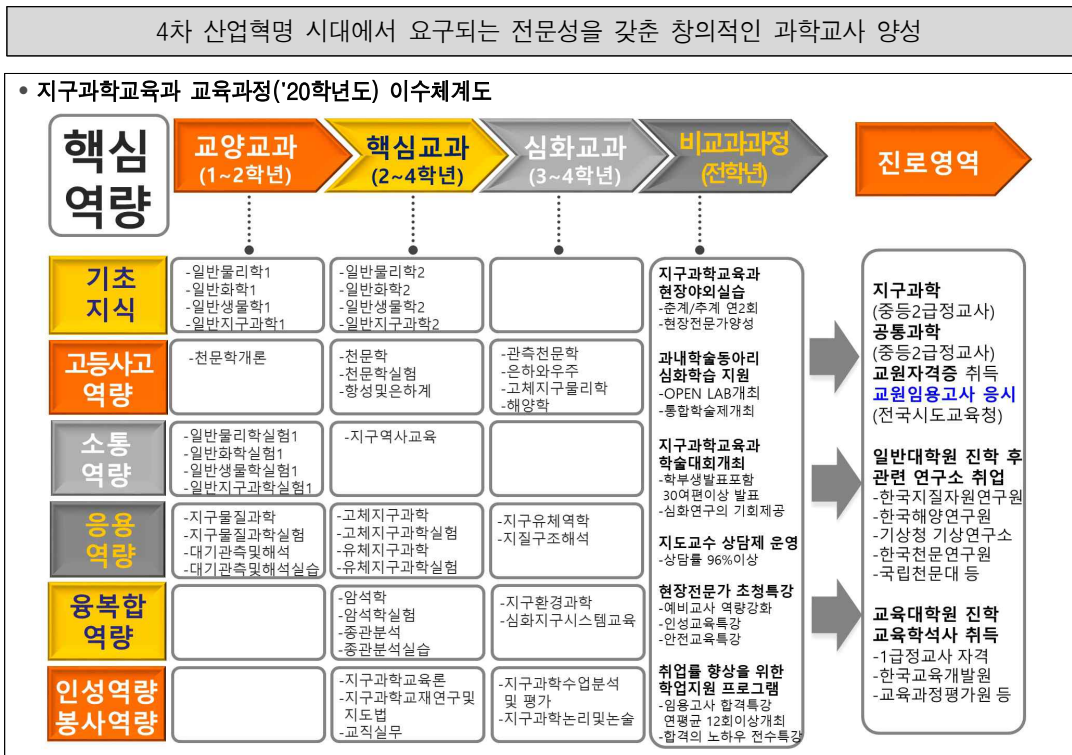 4차 산업혁명 시대에서 요구되는 전문성을 갖춘 창의적인 과학교사 양성
• 지구과학교육과 교육과정('20학년도) 이수체계도
핵심
역량
교양교과
(1~2학년)
핵심교과
(2~4학년)
심화교과
(3~4학년)
비교과과정
(전학년)
진로영역
기초
지식
-일반물리학1
-일반화학1
-일반생물학1
-일반지구과학1
-일반물리학2
-일반화학2
-일반생물학2
-일반지구과학2
고등사고
역량
-천문학개론
-천문학
-천문학실험
-항성및은하계
-관측천문학
-은하와우주
-고체지구물리학
-해양학
소통
역량
-일반물리학실험1
-일반화학실험1
-일반생물학실험1
-일반지구과학실험1
-지구역사교육
응용
역량
-지구물질과학
-지구물질과학실험
-대기관측및해석
-대기관측및해석실습
-고체지구과학
-고체지구과학실험
-유체지구과학
-유체지구과학실험
-지구유체역학
-지질구조해석
융복합
역량
-암석학
-암석학실험
-종관분석
-종관분석실습
-지구환경과학
-심화지구시스템교육
인성역량
봉사역량
-지구과학교육론
-지구과학교재연구및
지도법
-교직실무
-지구과학수업분석
및 평가
-지구과학논리및논술
지구과학교육과
현장야외실습
-춘계/추계 연2회
-현장전문가양성
과내학술동아리
심화학습 지원
-OPEN LAB개최
-통합학술제개최
지구과학교육과
학술대회개최
-학부생발표포함
30여편이상 발표
-심화연구의 기회제공
지도교수 상담제 운영
-상담률 96%이상
현장전문가 초청특강
-예비교사 역량강화
-인성교육특강
-안전교육특강
취업률 향상을 위한
학업지원 프로그램
-임용고사 합격특강
연평균 12회이상개최
-합격의 노하우 전수특강
지구과학
(중등2급정교사)
공통과학
(중등2급정교사)
교원자격증 취득
교원임용고사 응시
(전국시도교육청)
일반대학원 진학 후
관련 연구소 취업
-한국지질자원연구원
-한국해양연구원
-기상청 기상연구소
-한국천문연구원
-국립천문대 등
교육대학원 진학
교육학석사 취득
-1급정교사 자격
-한국교육개발원
-교육과정평가원 등